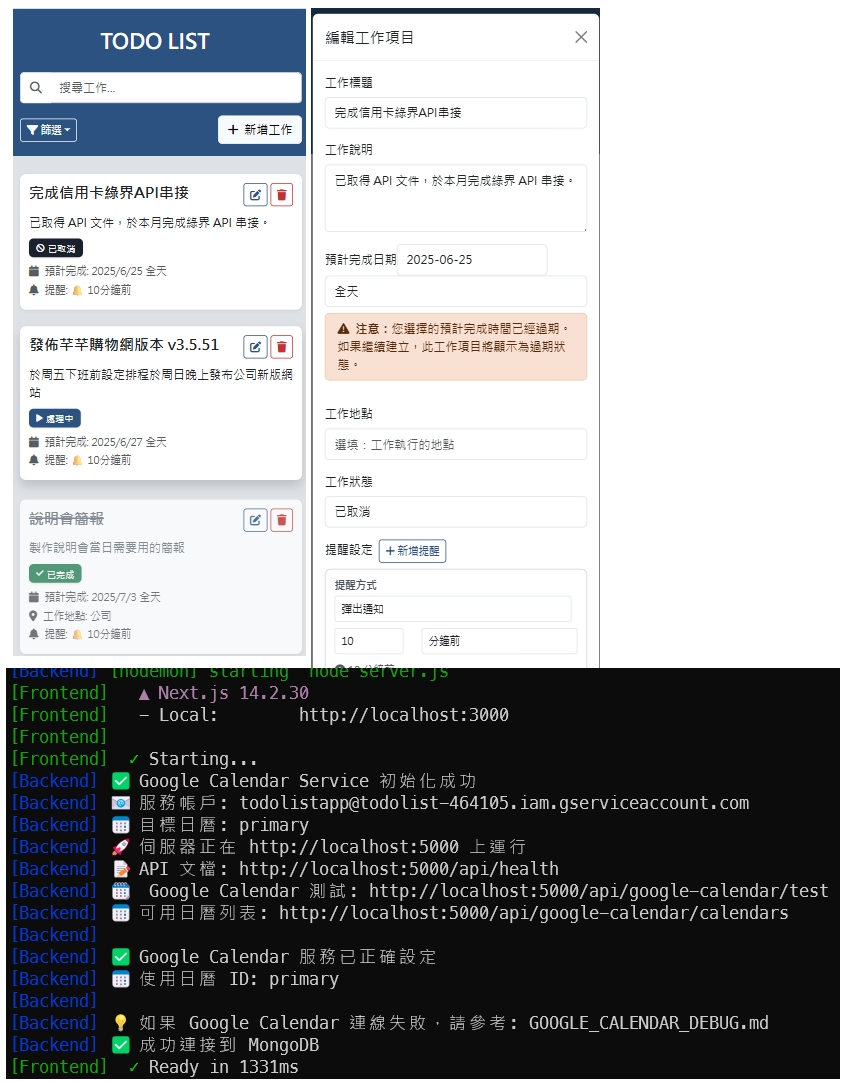 TODO LIST
搜尋工作...
篩選
+ 新增工作
完成信用卡綠界API串接
已取得 API 文件，於本月完成綠界 API 串接。
已取消
預計完成: 2025/6/25 全天
提醒: 10分鐘前
發佈芊芊購物網版本 v3.5.51
於周五下班前設定排程於周日晚上發布公司新版網
站
處理中
預計完成: 2025/6/27 全天
提醒: 10分鐘前
說明會簡報
製作說明會當日需要用的簡報
已完成
預計完成: 2025/7/3 全天
工作地點: 公司
提醒: 10分鐘前
編輯工作項目
工作標題
完成信用卡綠界API串接
工作說明
已取得 API 文件，於本月完成綠界 API 串接。
預計完成日期 2025-06-25
全天
注意：您選擇的預計完成時間已經過期。
如果繼續建立，此工作項目將顯示為過期狀
態。
工作地點
選填：工作執行的地點
工作狀態
已取消
提醒設定 +新增提醒
提醒方式
彈出通知
10 分鐘前
[Backend] [nodemon] starting `node server.js`
[Frontend] ▲ Next.js 14.2.30
[Frontend] - Local: http://localhost:3000
[Frontend]
[Frontend] ✓ Starting...
[Backend] ✅ Google Calendar Service 初始化成功
[Backend] 📧 服務帳戶: todolistapp@todolist-464105.iam.gserviceaccount.com
[Backend] 📅 目標日曆: primary
[Backend] 🚀 伺服器正在 http://localhost:5000 上運行
[Backend] 📝 API 文檔: http://localhost:5000/api/health
[Backend] 🗓️ Google Calendar 測試: http://localhost:5000/api/google-calendar/test
[Backend] 📅 可用日曆列表: http://localhost:5000/api/google-calendar/calendars
[Backend]
[Backend] ✅ Google Calendar 服務已正確設定
[Backend] 📅 使用日曆 ID: primary
[Backend]
[Backend] 💡 如果 Google Calendar 連線失敗，請參考: GOOGLE_CALENDAR_DEBUG.md
[Backend] ✅ 成功連接到 MongoDB
[Frontend] ✓ Ready in 1331ms